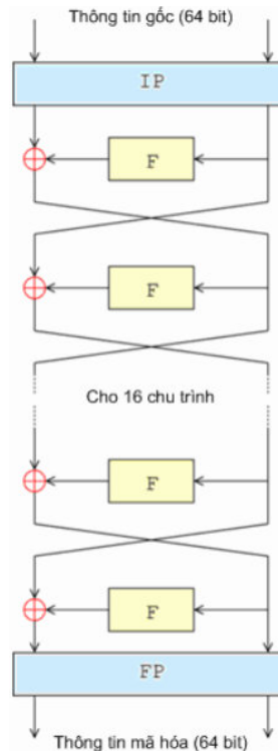 Thông tin gốc (64 bit)
IP
F
F
Cho 16 chu trình
F
F
FP
Thông tin mã hóa (64 bit)